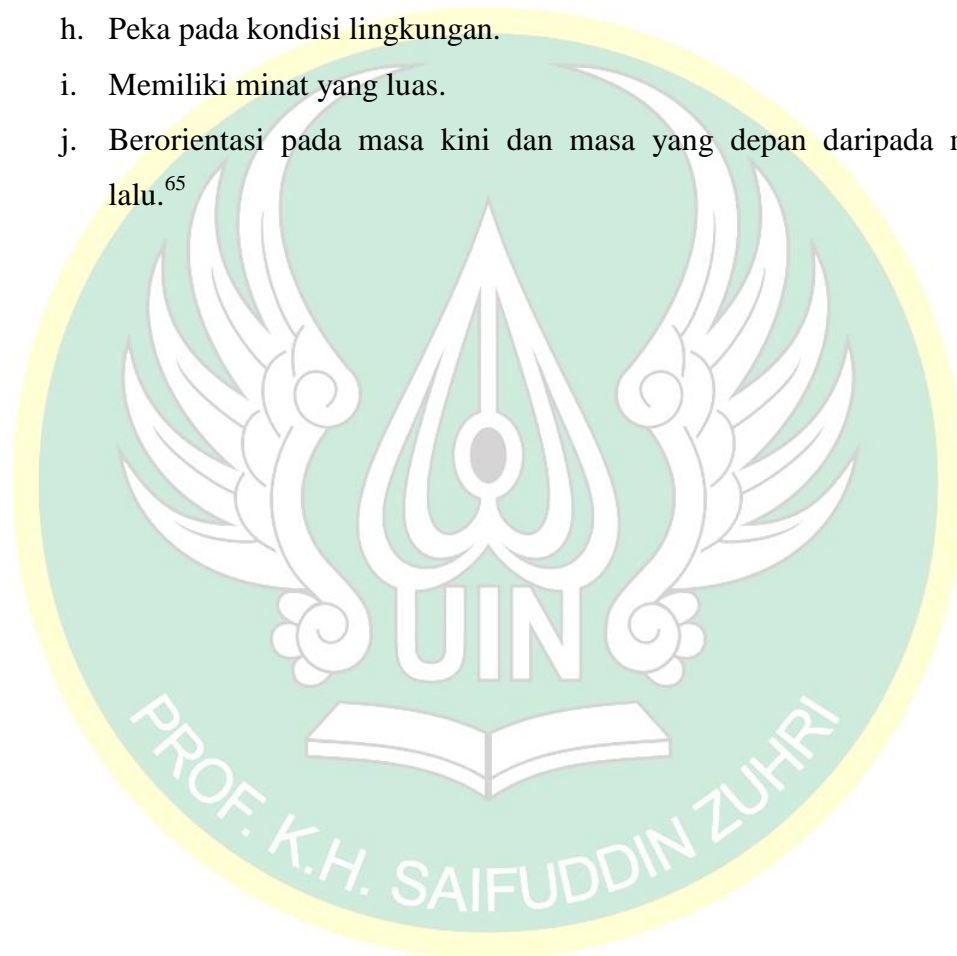 h. Peka pada kondisi lingkungan.
i. Memiliki minat yang luas.
j. Berorientasi pada masa kini dan masa yang depan daripada
lalu.⁶⁵
UIN
PROF. K.H. SAIFUDDIN ZUHRI